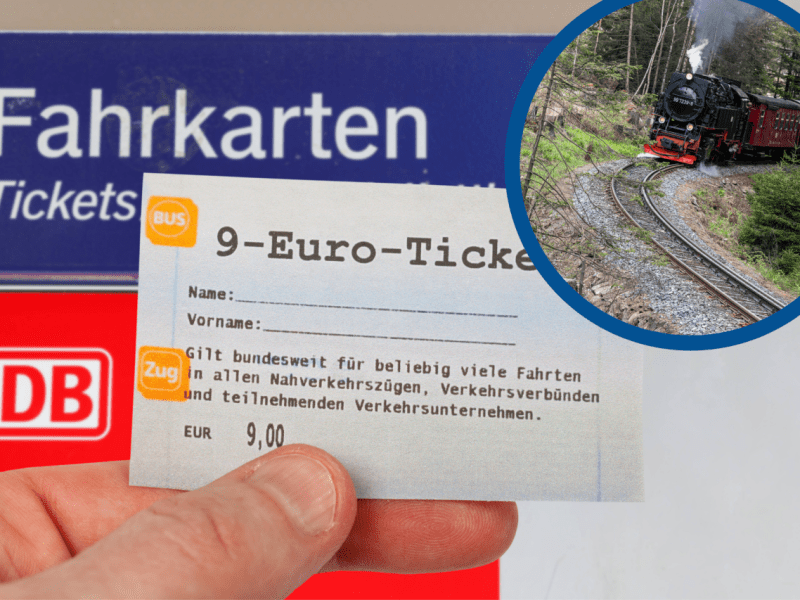 Fahrkarten
Tickets
BUS
9-Euro-Ticke
Name:
Vorname:
Zug
Gilt bundesweit für beliebig viele Fahrten
in allen Nahverkehrszügen, Verkehrsverbünden
und teilnehmenden Verkehrsunternehmen.
EUR 9,00
DB